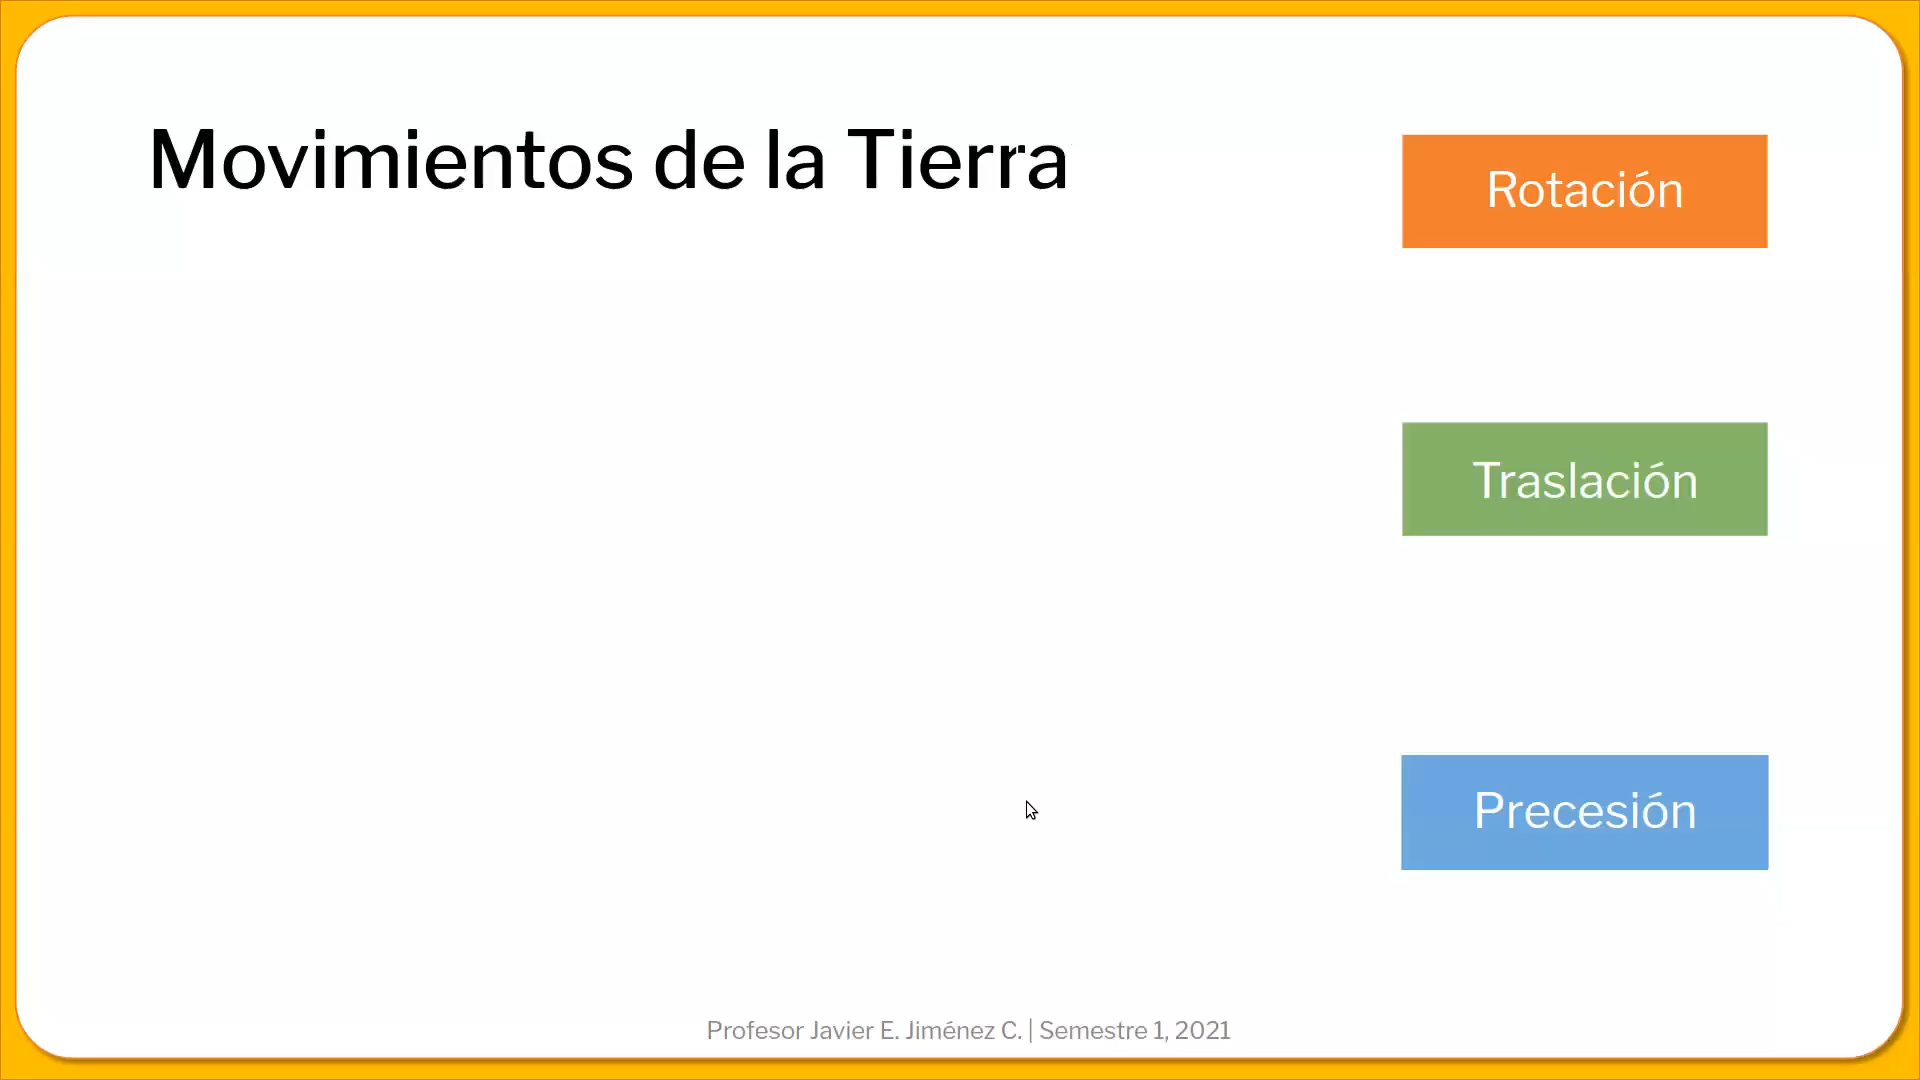 Movimientos de la Tierra
Rotación
Traslación
Precesión
Profesor Javier E. Jiménez C. | Semestre 1, 2021